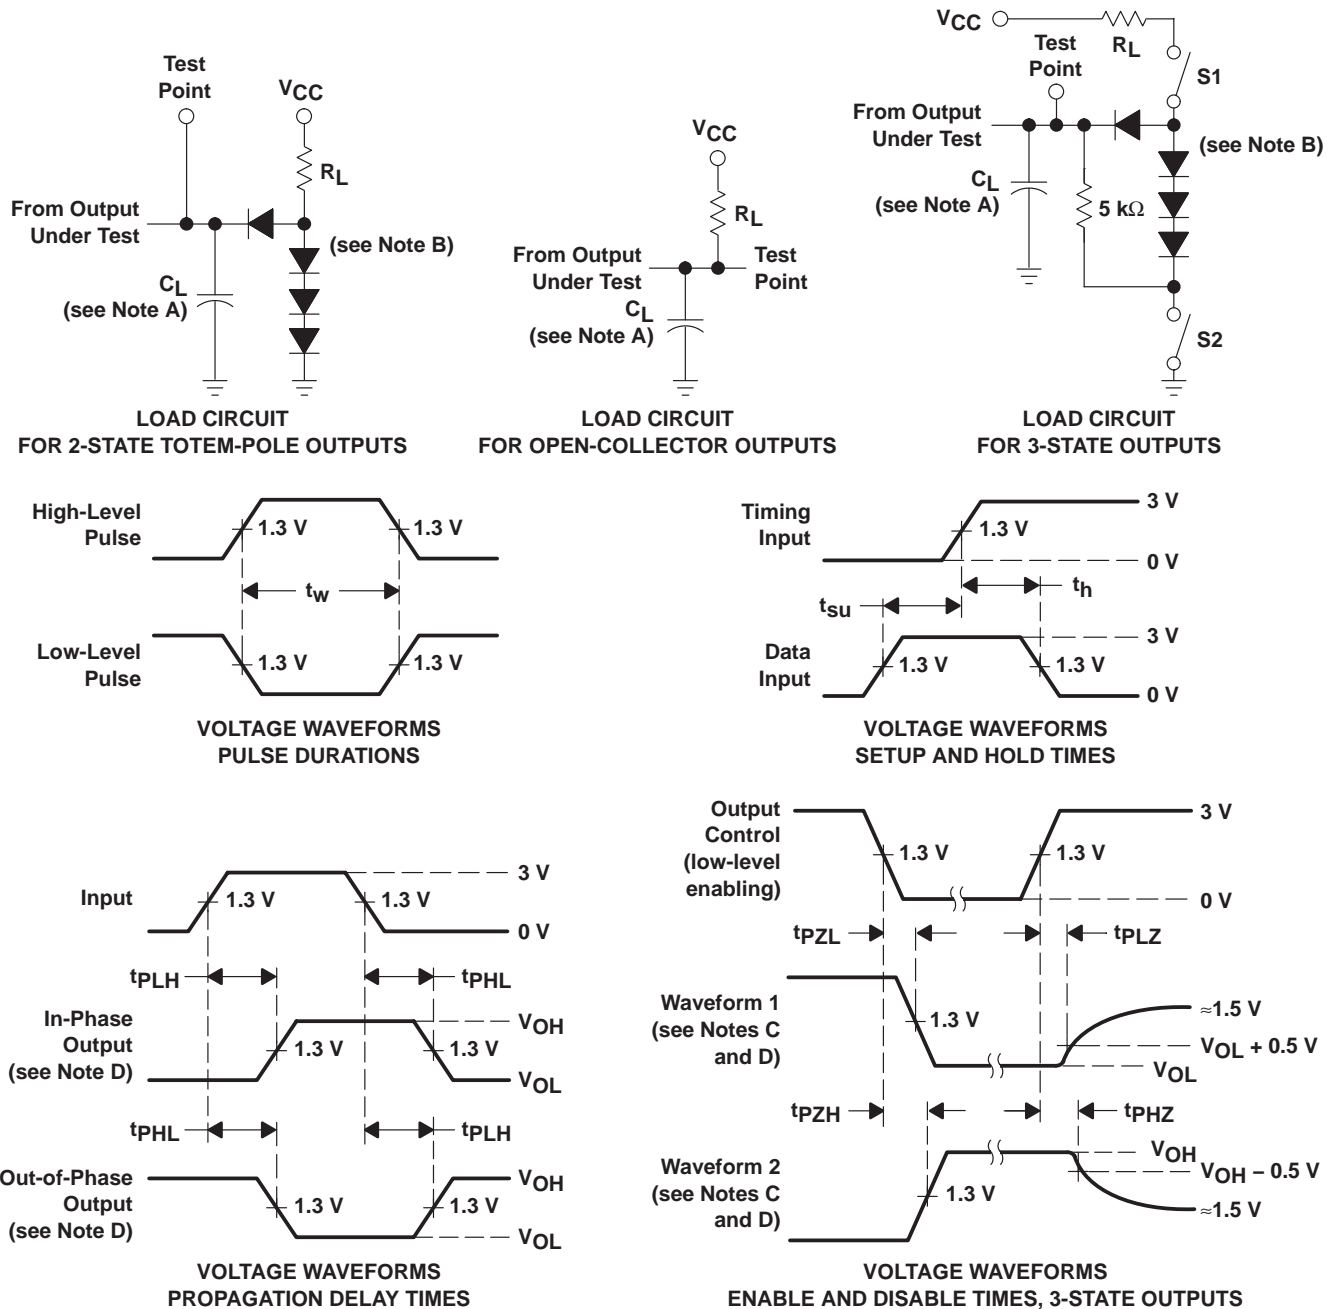 Test
Point
VCC
RL
From Output
Under Test
(see Note B)
CL
(see Note A)
LOAD CIRCUIT
FOR 2-STATE TOTEM-POLE OUTPUTS
VCC
RL
From Output
Under Test
Test
Point
CL
(see Note A)
LOAD CIRCUIT
FOR OPEN-COLLECTOR OUTPUTS
VCC
RL
Test
Point
S1
From Output
Under Test
(see Note B)
CL
(see Note A)
5 kΩ
S2
LOAD CIRCUIT
FOR 3-STATE OUTPUTS
High-Level
Pulse
1.3 V
1.3 V
tw
Low-Level
Pulse
1.3 V
1.3 V
VOLTAGE WAVEFORMS
PULSE DURATIONS
Timing
Input
1.3 V
3 V
0 V
th
tsu
Data
Input
1.3 V
1.3 V
3 V
0 V
VOLTAGE WAVEFORMS
SETUP AND HOLD TIMES
Input
1.3 V
1.3 V
3 V
0 V
tPLH
tPHL
In-Phase
Output
(see Note D)
1.3 V
1.3 V
VOH
VOL
tPHL
tPLH
Out-of-Phase
Output
(see Note D)
1.3 V
1.3 V
VOH
VOL
VOLTAGE WAVEFORMS
PROPAGATION DELAY TIMES
Output
Control
(low-level
enabling)
1.3 V
1.3 V
3 V
0 V
tPZL
tPLZ
Waveform 1
(see Notes C
and D)
1.3 V
≈1.5 V
VOL + 0.5 V
VOL
tPZH
tPHZ
Waveform 2
(see Notes C
and D)
1.3 V
VOH
VOH – 0.5 V
≈1.5 V
VOLTAGE WAVEFORMS
ENABLE AND DISABLE TIMES, 3-STATE OUTPUTS